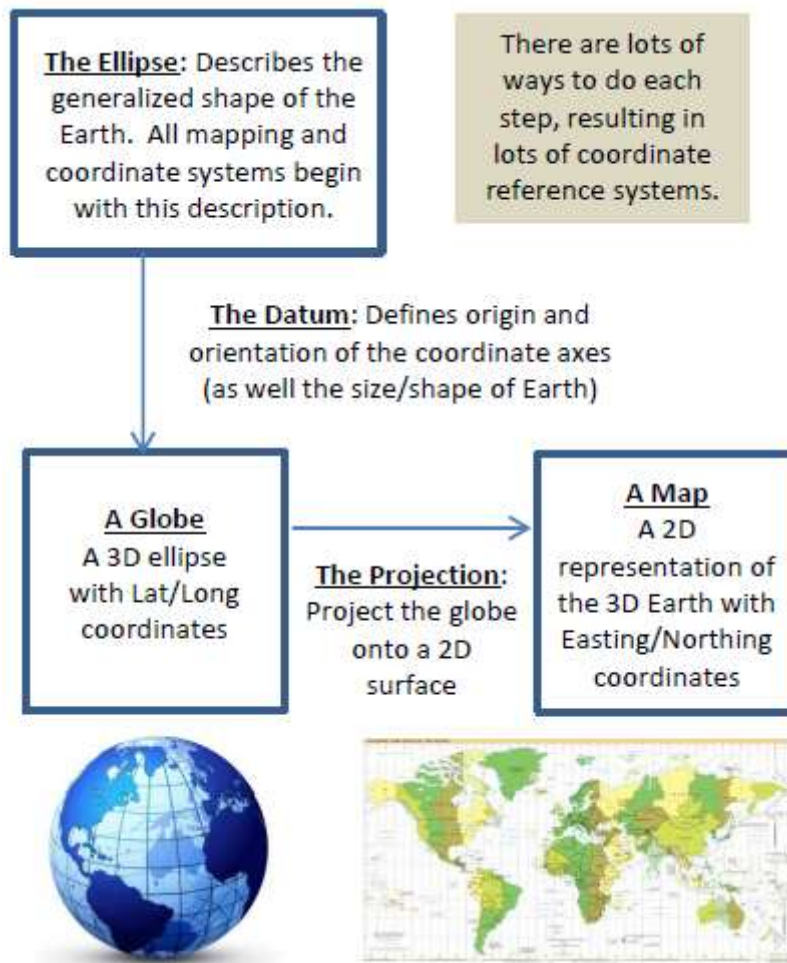 The Ellipse: Describes the
generalized shape of the
Earth. All mapping and
coordinate systems begin
with this description.
There are lots of
ways to do each
step, resulting in
lots of coordinate
reference systems.
The Datum: Defines origin and
orientation of the coordinate axes
(as well the size/shape of Earth)
A Globe
A 3D ellipse
with Lat/Long
coordinates
The Projection:
Project the globe
onto a 2D
surface
A Map
A 2D
representation of
the 3D Earth with
Easting/Northing
coordinates